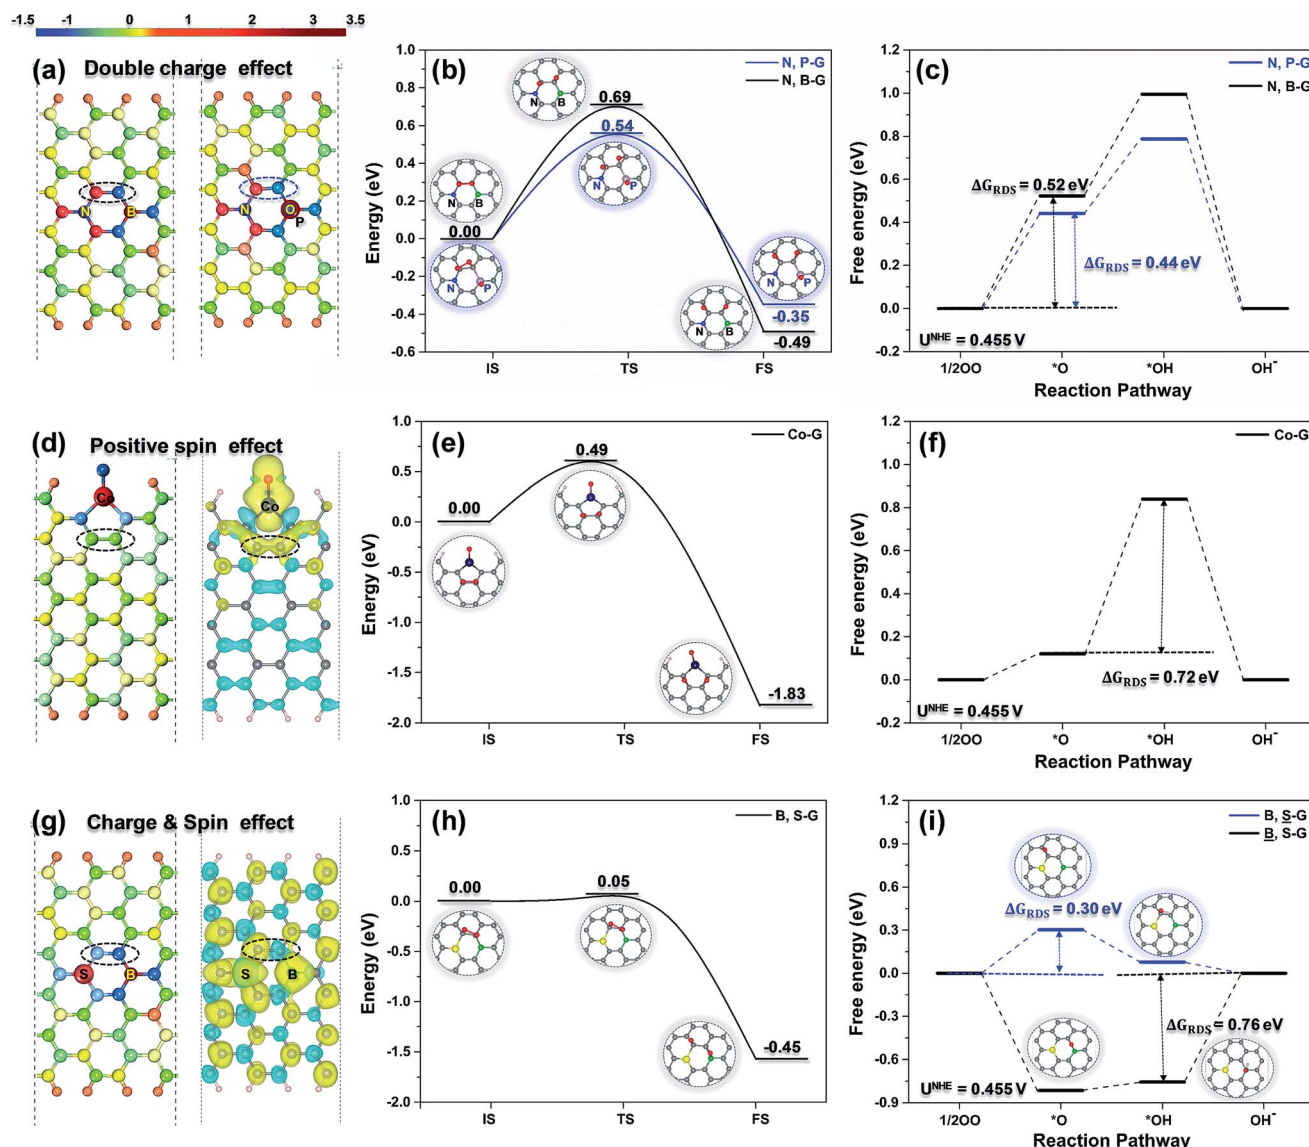 -1.5 -1 0 1 2 3 3.5
(a) Double charge effect
N B N O P
(b)
N, P-G
N, B-G
1.0
0.8
0.6
0.4
0.2
0.0
-0.2
-0.4
-0.6
Energy (eV)
0.69
N B
0.54
N P
N B
0.00
N P
N P
-0.35
N B
-0.49
IS TS FS
(c)
N, P-G
N, B-G
1.2
1.0
0.8
0.6
0.4
0.2
0.0
-0.2
Free energy (eV)
ΔG_RDS = 0.52 eV
ΔG_RDS = 0.44 eV
U^NHE = 0.455 V
1/2OO *O *OH OH⁻
Reaction Pathway
(d) Positive spin effect
Co Co
(e)
Co-G
1.0
0.5
0.0
-0.5
-1.0
-1.5
-2.0
Energy (eV)
0.49
0.00
-1.83
IS TS FS
(f)
Co-G
1.2
1.0
0.8
0.6
0.4
0.2
0.0
-0.2
Free energy (eV)
ΔG_RDS = 0.72 eV
U^NHE = 0.455 V
1/2OO *O *OH OH⁻
Reaction Pathway
(g) Charge & Spin effect
S B S B
(h)
B, S-G
1.0
0.5
0.0
-0.5
-1.0
-1.5
-2.0
Energy (eV)
0.00
0.05
-0.45
IS TS FS
(i)
B, S-G
B, S-G
1.2
0.9
0.6
0.3
0.0
-0.3
-0.6
-0.9
Free energy (eV)
ΔG_RDS = 0.30 eV
ΔG_RDS = 0.76 eV
U^NHE = 0.455 V
1/2OO *O *OH OH⁻
Reaction Pathway